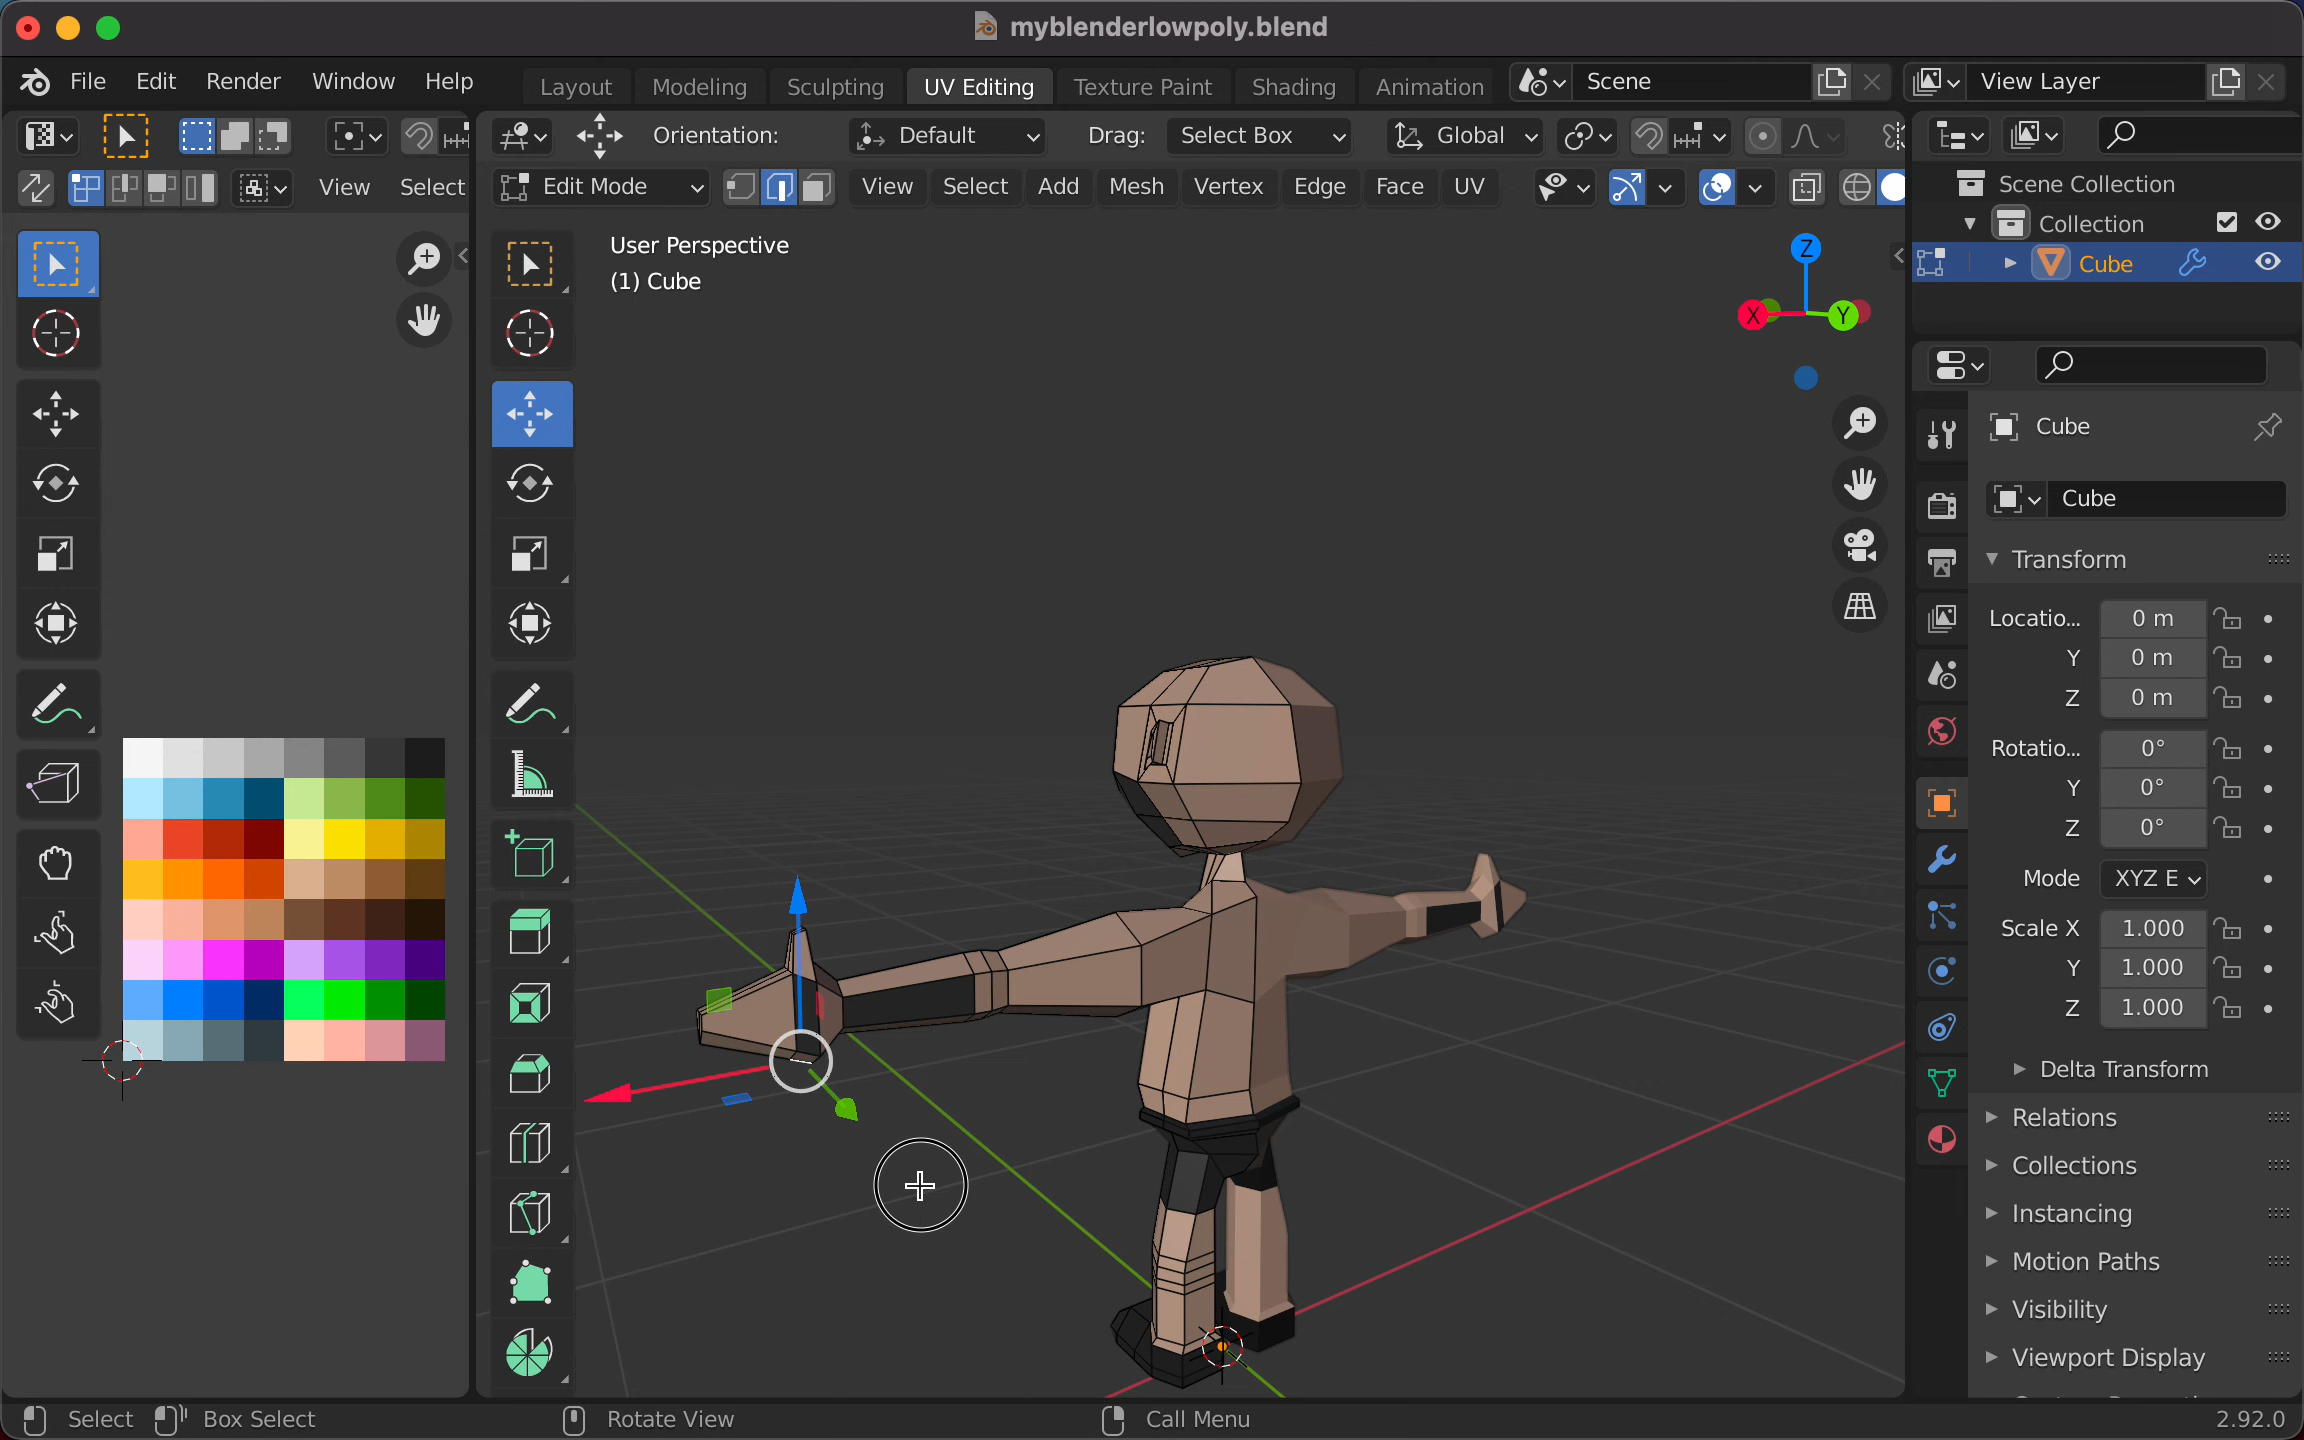 myblenderlowpoly.blend
File Edit Render Window Help Layout Modeling Sculpting UV Editing Texture Paint Shading Animation Scene View Layer
Orientation: Default Drag: Select Box Global
View Select Edit Mode View Select Add Mesh Vertex Edge Face UV
User Perspective
(1) Cube
Z
X
Y
Scene Collection
Collection
Cube
Cube
Cube
Transform
Locatio... 0 m
Y 0 m
Z 0 m
Rotatio... 0°
Y 0°
Z 0°
Mode XYZ E
Scale X 1.000
Y 1.000
Z 1.000
Delta Transform
Relations
Collections
Instancing
Motion Paths
Visibility
Viewport Display
Select Box Select Rotate View Call Menu 2.92.0